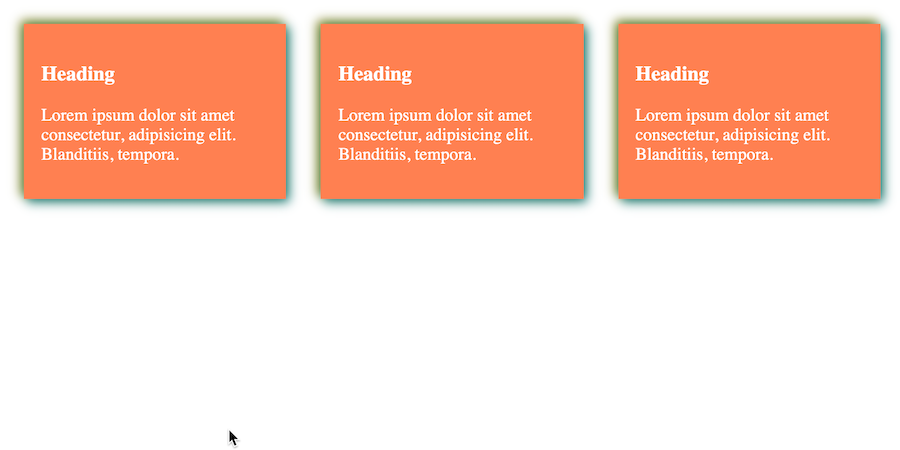 Heading
Lorem ipsum dolor sit amet
consectetur, adipisicing elit.
Blanditiis, tempora.
Heading
Lorem ipsum dolor sit amet
consectetur, adipisicing elit.
Blanditiis, tempora.
Heading
Lorem ipsum dolor sit amet
consectetur, adipisicing elit.
Blanditiis, tempora.